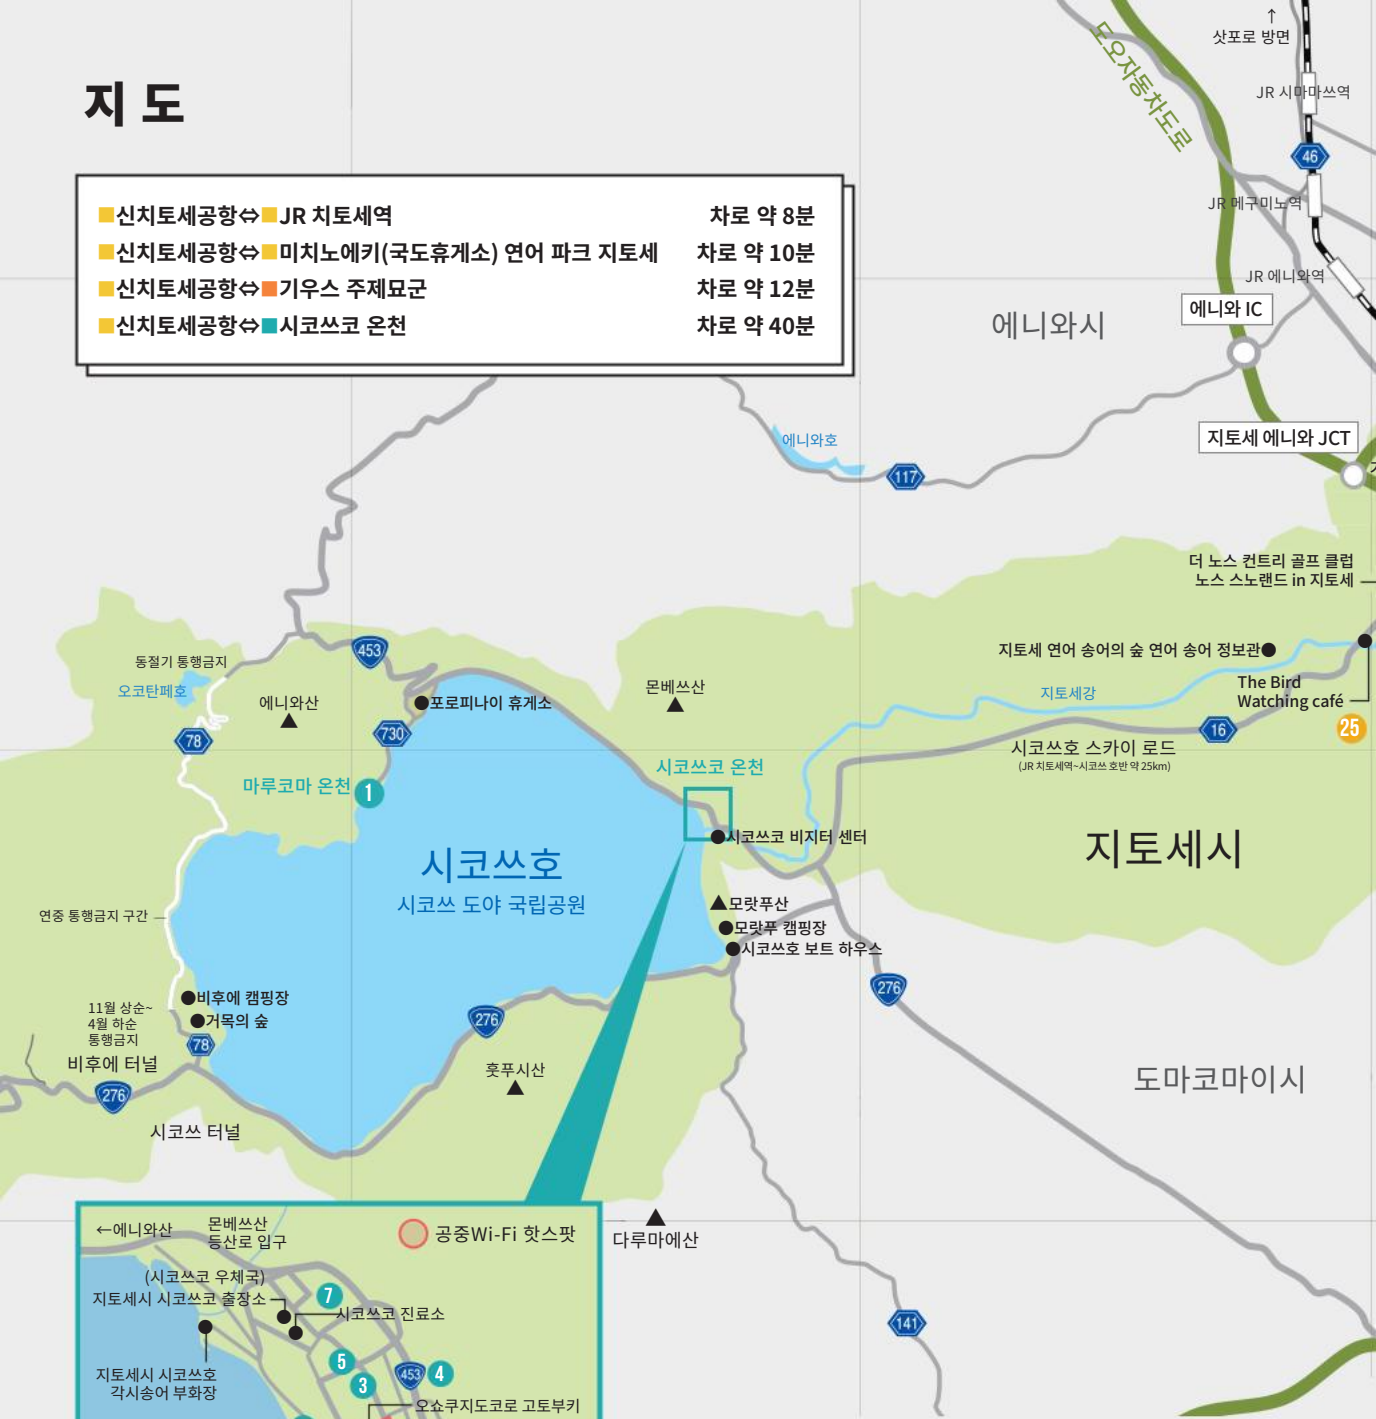 ↑
삿포로 방면
도오자동차도로
지도
JR 시마마쓰역
46
JR 메구미노역
JR 에니와역
■신치토세공항⇔■JR 치토세역 차로 약 8분
■신치토세공항⇔■미치노에키(국도휴게소) 연어 파크 지토세 차로 약 10분
■신치토세공항⇔■기우스 주제묘군 차로 약 12분
■신치토세공항⇔■시코쓰코 온천 차로 약 40분
에니와 IC
에니와시
지토세 에니와 JCT
에니와호
117
더 노스 컨트리 골프 클럽
노스 스노랜드 in 지토세
453
동절기 통행금지
오코탄페호
에니와산
▲
●포로피나이 휴게소
몬베쓰산
▲
지토세 연어 송어의 숲 연어 송어 정보관●
The Bird
Watching café
지토세강
25
78
730
16
시코쓰호 스카이 로드
(JR 치토세역~시코쓰 호반 약 25km)
시코쓰코 온천
마루코마 온천
1
●시코쓰코 비지터 센터
시코쓰호
시코쓰 도야 국립공원
지토세시
연중 통행금지 구간
▲모랏푸산
●모랏푸 캠핑장
●시코쓰호 보트 하우스
276
●비후에 캠핑장
●거목의 숲
11월 상순~
4월 하순
통행금지
78
276
비후에 터널
276
훗푸시산
▲
도마코마이시
시코쓰 터널
▲
다루마에산
←에니와산
몬베쓰산
등산로 입구
공중Wi-Fi 핫스팟
(시코쓰코 우체국)
지토세시 시코쓰코 출장소
7
시코쓰코 진료소
141
지토세시 시코쓰호
각시송어 부화장
5
3
453
4
오쇼쿠지도코로 고토부키